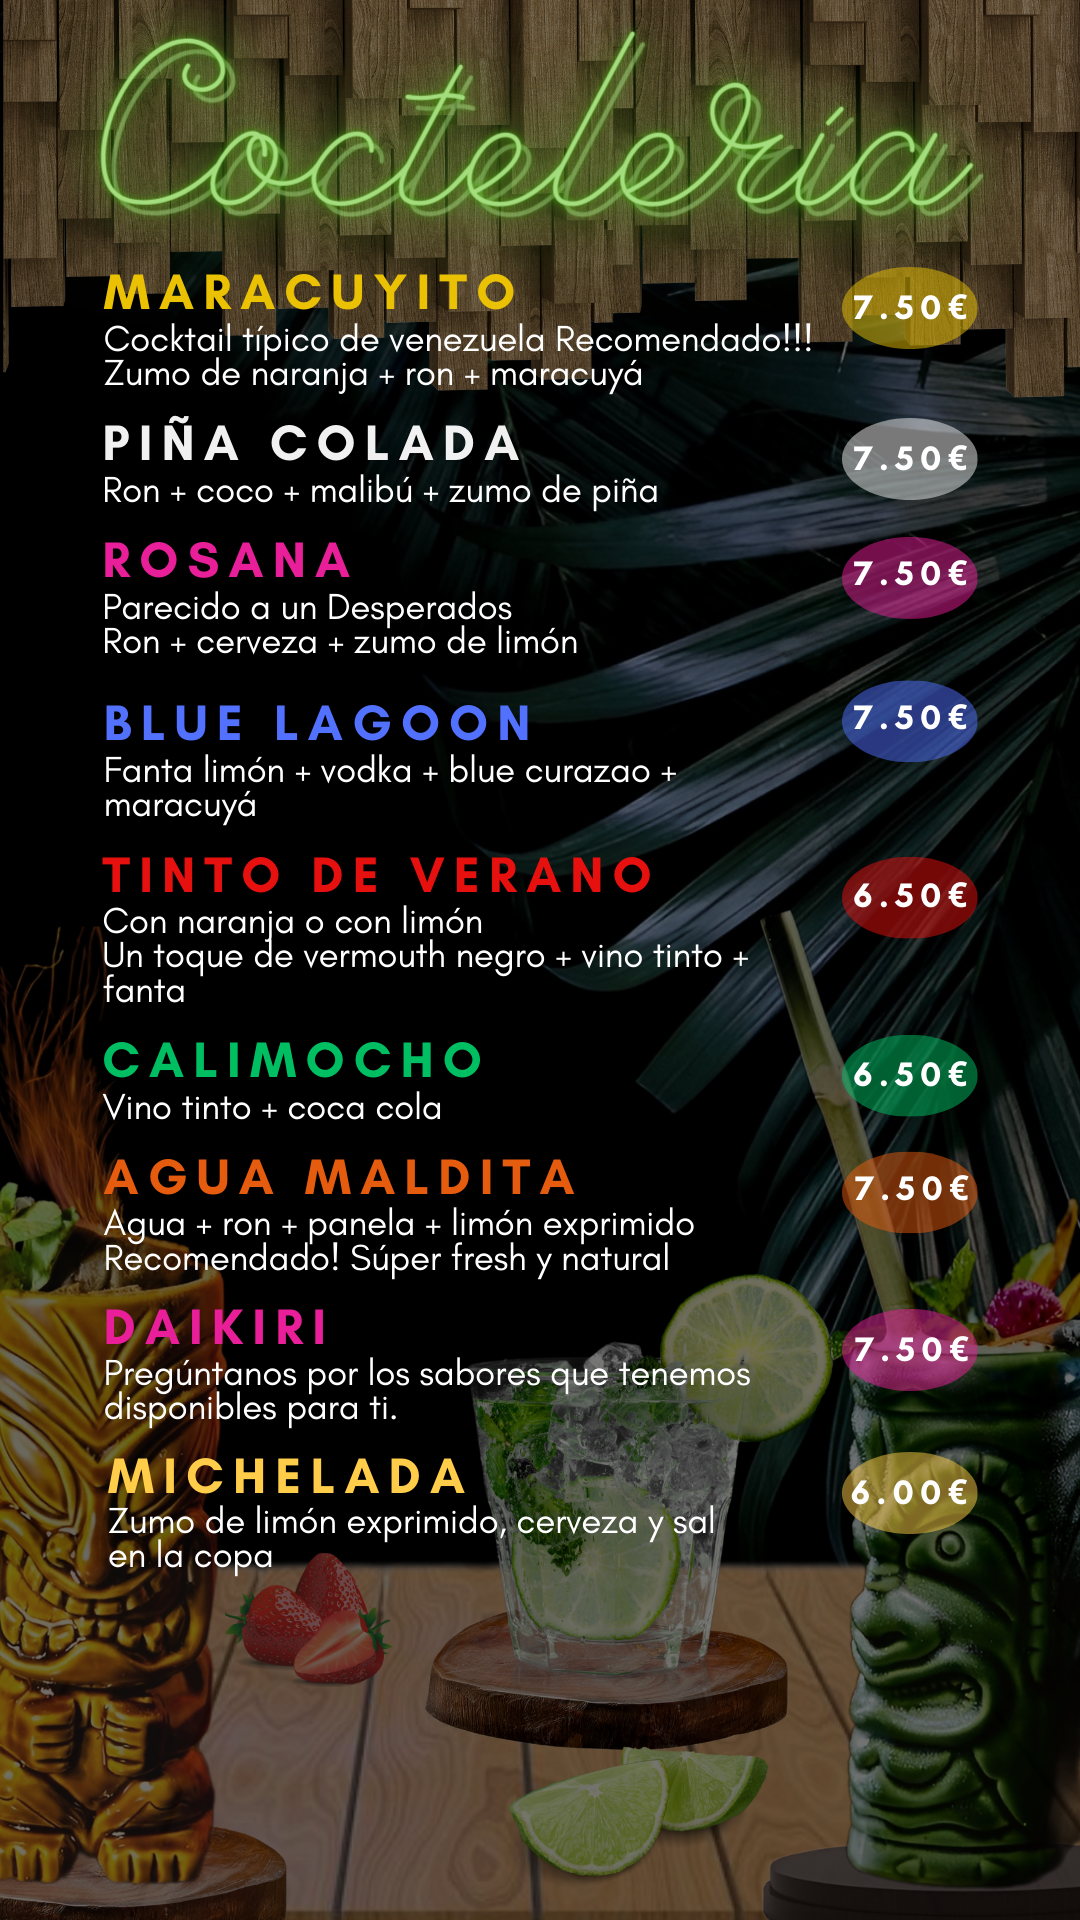 Coctelería
MARACUYITO
7.50€
Cocktail típico de venezuela Recomendado!!!
Zumo de naranja + ron + maracuyá
PIÑA COLADA
7.50€
Ron + coco + malibú + zumo de piña
ROSANA
7.50€
Parecido a un Desperados
Ron + cerveza + zumo de limón
BLUE LAGOON
7.50€
Fanta limón + vodka + blue curazao +
maracuyá
TINTO DE VERANO
6.50€
Con naranja o con limón
Un toque de vermouth negro + vino tinto +
fanta
CALIMOCHO
6.50€
Vino tinto + coca cola
AGUA MALDITA
7.50€
Agua + ron + panela + limón exprimido
Recomendado! Súper fresh y natural
DAIKIRI
7.50€
Pregúntanos por los sabores que tenemos
disponibles para ti.
MICHELADA
6.00€
Zumo de limón exprimido, cerveza y sal
en la copa